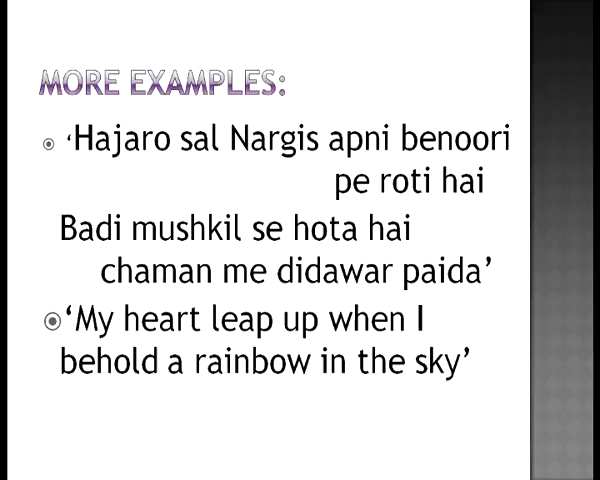 MORE EXAMPLES:
‘Hajaro sal Nargis apni benoori
pe roti hai
Badi mushkil se hota hai
chaman me didawar paida’
‘My heart leap up when I
behold a rainbow in the sky’